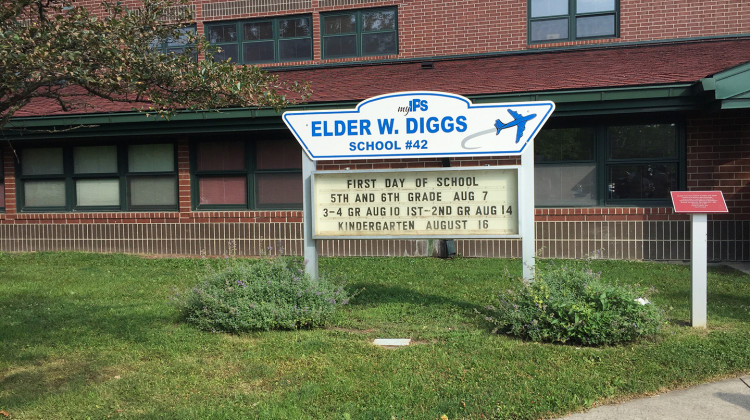 myIPS
ELDER W. DIGGS
SCHOOL #42
FIRST DAY OF SCHOOL
5TH AND 6TH GRADE AUG 7
3-4 GR AUG 10 1ST-2ND GR AUG 14
KINDERGARTEN AUGUST 16